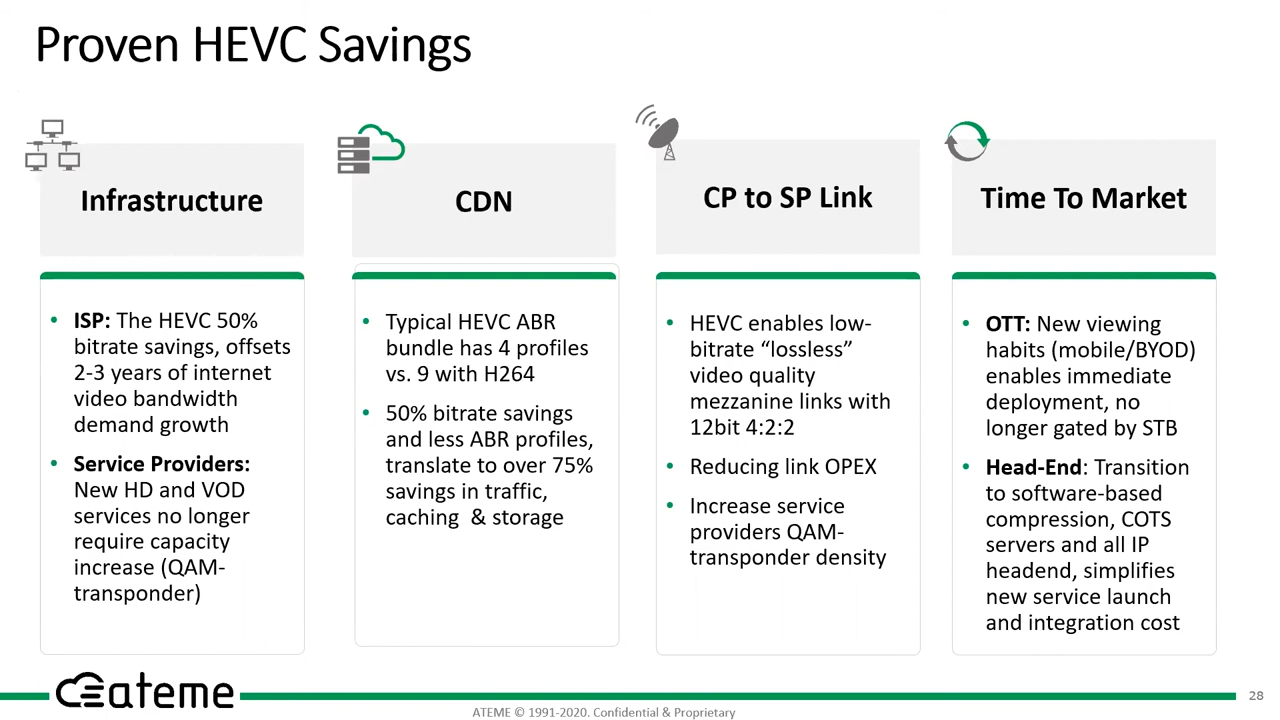 Proven HEVC Savings
Infrastructure
• ISP: The HEVC 50%
bitrate savings, offsets
2-3 years of internet
video bandwidth
demand growth
• Service Providers:
New HD and VOD
services no longer
require capacity
increase (QAM-
transponder)
CDN
• Typical HEVC ABR
bundle has 4 profiles
vs. 9 with H264
• 50% bitrate savings
and less ABR profiles,
translate to over 75%
savings in traffic,
caching & storage
CP to SP Link
• HEVC enables low-
bitrate “lossless”
video quality
mezzanine links with
12bit 4:2:2
• Reducing link OPEX
• Increase service
providers QAM-
transponder density
Time To Market
• OTT: New viewing
habits (mobile/BYOD)
enables immediate
deployment, no
longer gated by STB
• Head-End: Transition
to software-based
compression, COTS
servers and all IP
headend, simplifies
new service launch
and integration cost
ateme
ATEME © 1991-2020. Confidential & Proprietary
28